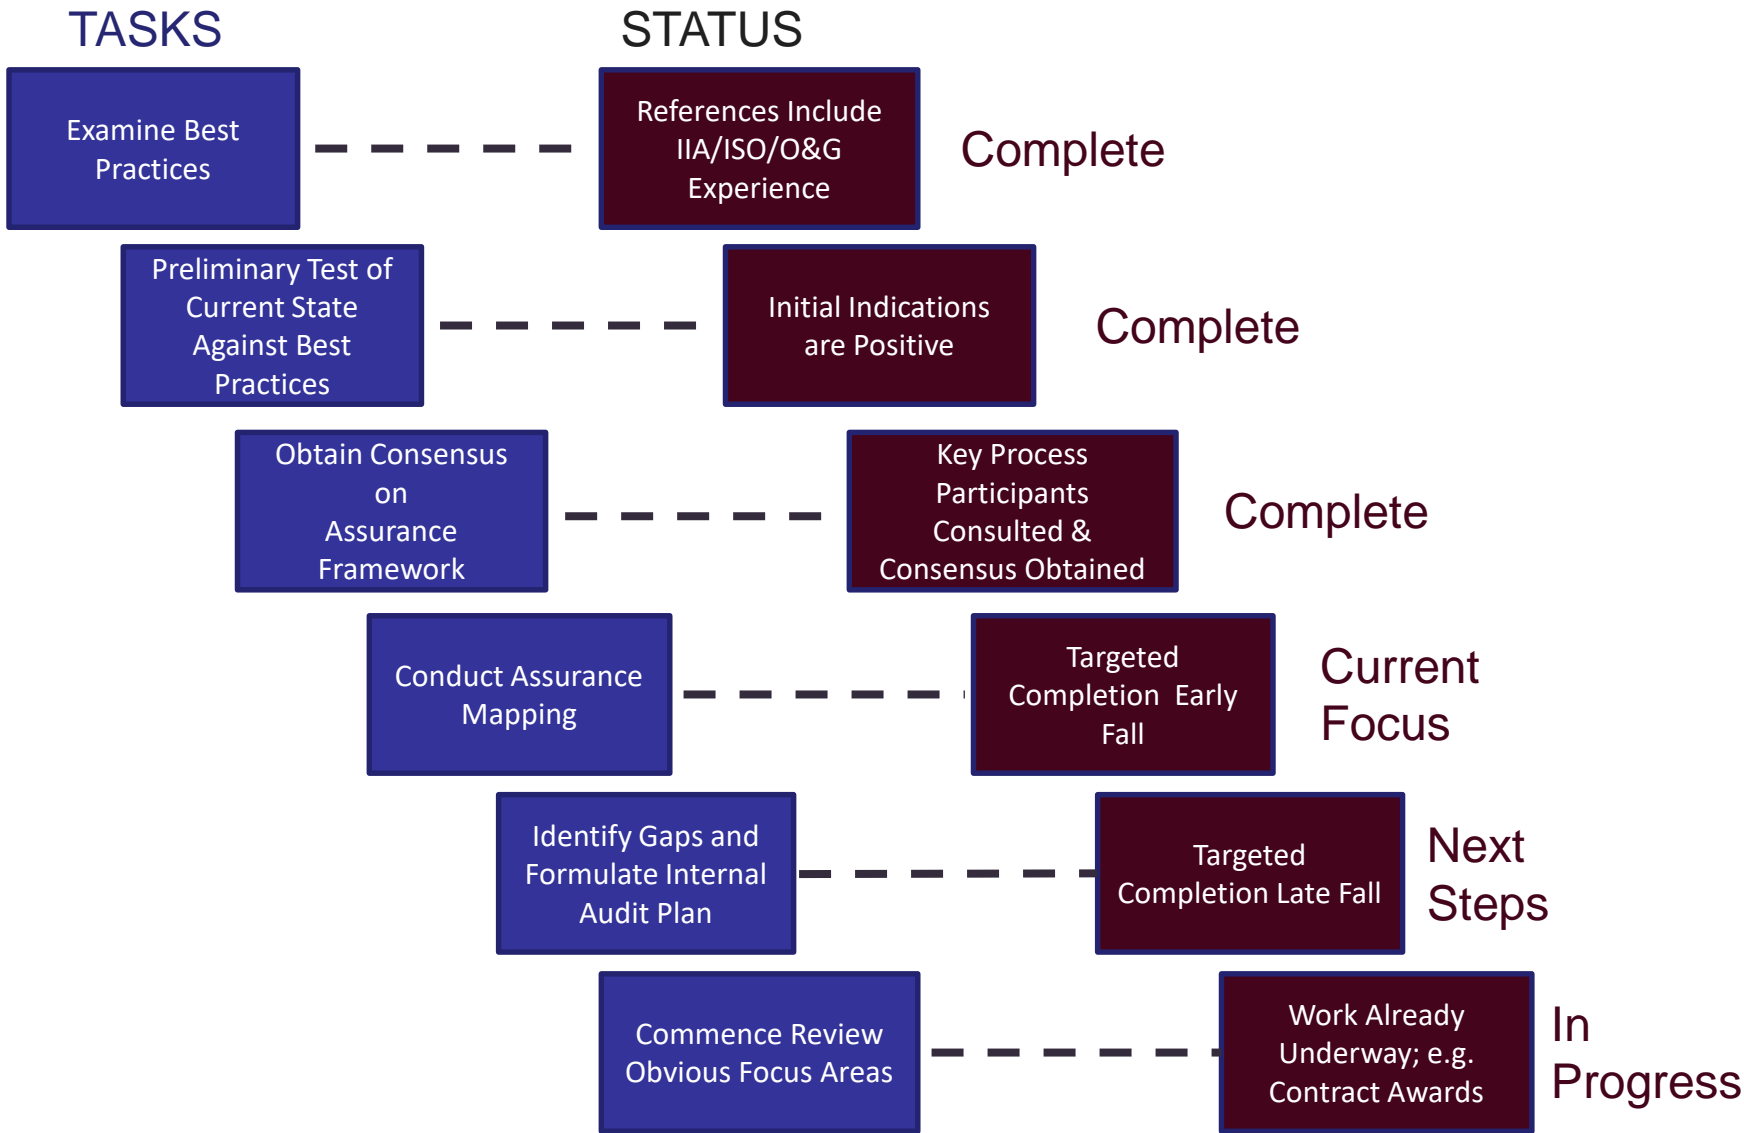 TASKS
STATUS
Examine Best
Practices
References Include
IIA/ISO/O&G
Experience
Complete
Preliminary Test of
Current State
Against Best
Practices
Initial Indications
are Positive
Complete
Obtain Consensus
on
Assurance
Framework
Key Process
Participants
Consulted &
Consensus Obtained
Complete
Conduct Assurance
Mapping
Targeted
Completion Early
Fall
Current
Focus
Identify Gaps and
Formulate Internal
Audit Plan
Targeted
Completion Late Fall
Next
Steps
Commence Review
Obvious Focus Areas
Work Already
Underway; e.g.
Contract Awards
In
Progress